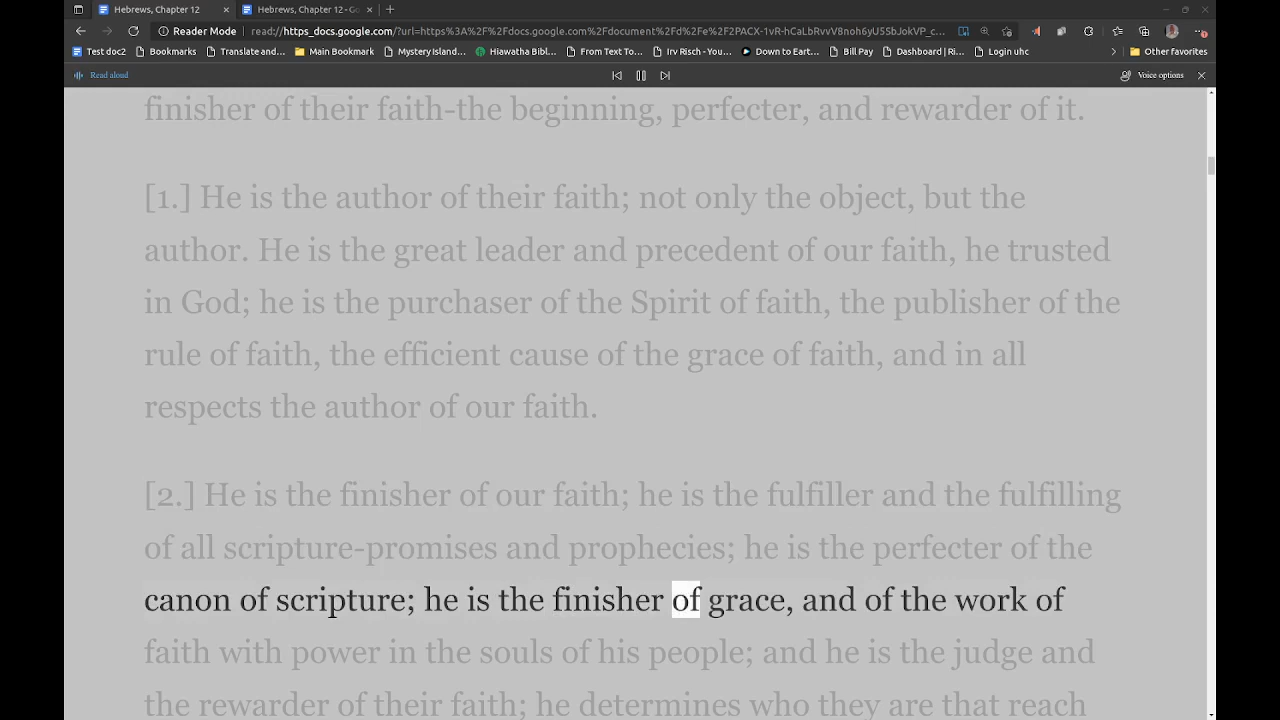 Hebrews, Chapter 12
Hebrews, Chapter 12 - Go
Reader Mode
read://https_docs.google.com/?url=https%3A%2F%2Fdocs.google.com%2Fdocument%2Fd%2Fe%2F2PACX-1vR-hCaLbRvvV8noh6yU5SbJokVP_c...
Test doc2
Bookmarks
Translate and...
Main Bookmark
Mystery Island...
Hiawatha Bibl...
From Text To...
Irv Risch - You...
Down to Eart...
Bill Pay
Dashboard | Ri...
Login uhc
Other favorites
Read aloud
Voice options
finisher of their faith-the beginning, perfecter, and rewarder of it.
[1.] He is the author of their faith; not only the object, but the
author. He is the great leader and precedent of our faith, he trusted
in God; he is the purchaser of the Spirit of faith, the publisher of the
rule of faith, the efficient cause of the grace of faith, and in all
respects the author of our faith.
[2.] He is the finisher of our faith; he is the fulfiller and the fulfilling
of all scripture-promises and prophecies; he is the perfecter of the
canon of scripture; he is the finisher of grace, and of the work of
faith with power in the souls of his people; and he is the judge and
the rewarder of their faith; he determines who they are that reach